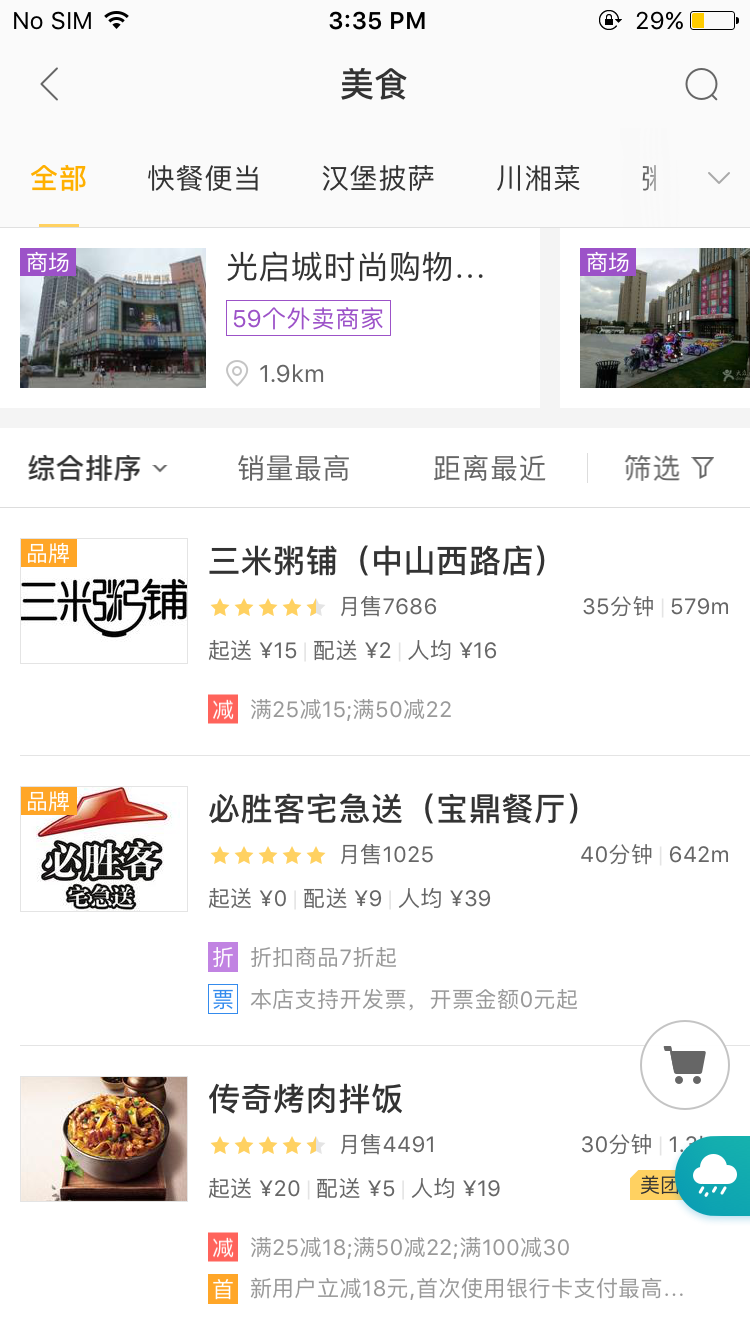 No SIM 3:35 PM 29%
美食
全部 快餐便当 汉堡披萨 川湘菜
商场 光启城时尚购物... 商场
59个外卖商家
1.9km
综合排序 销量最高 距离最近 筛选
品牌 三米粥铺（中山西路店）
三米粥铺
月售7686 35分钟 579m
起送 ¥15 配送 ¥2 人均 ¥16
减 满25减15;满50减22
品牌 必胜客宅急送（宝鼎餐厅）
必胜客
宅急送
月售1025 40分钟 642m
起送 ¥0 配送 ¥9 人均 ¥39
折 折扣商品7折起
票 本店支持开发票，开票金额0元起
传奇烤肉拌饭
月售4491 30分钟
起送 ¥20 配送 ¥5 人均 ¥19 美团
减 满25减18;满50减22;满100减30
首 新用户立减18元,首次使用银行卡支付最高...